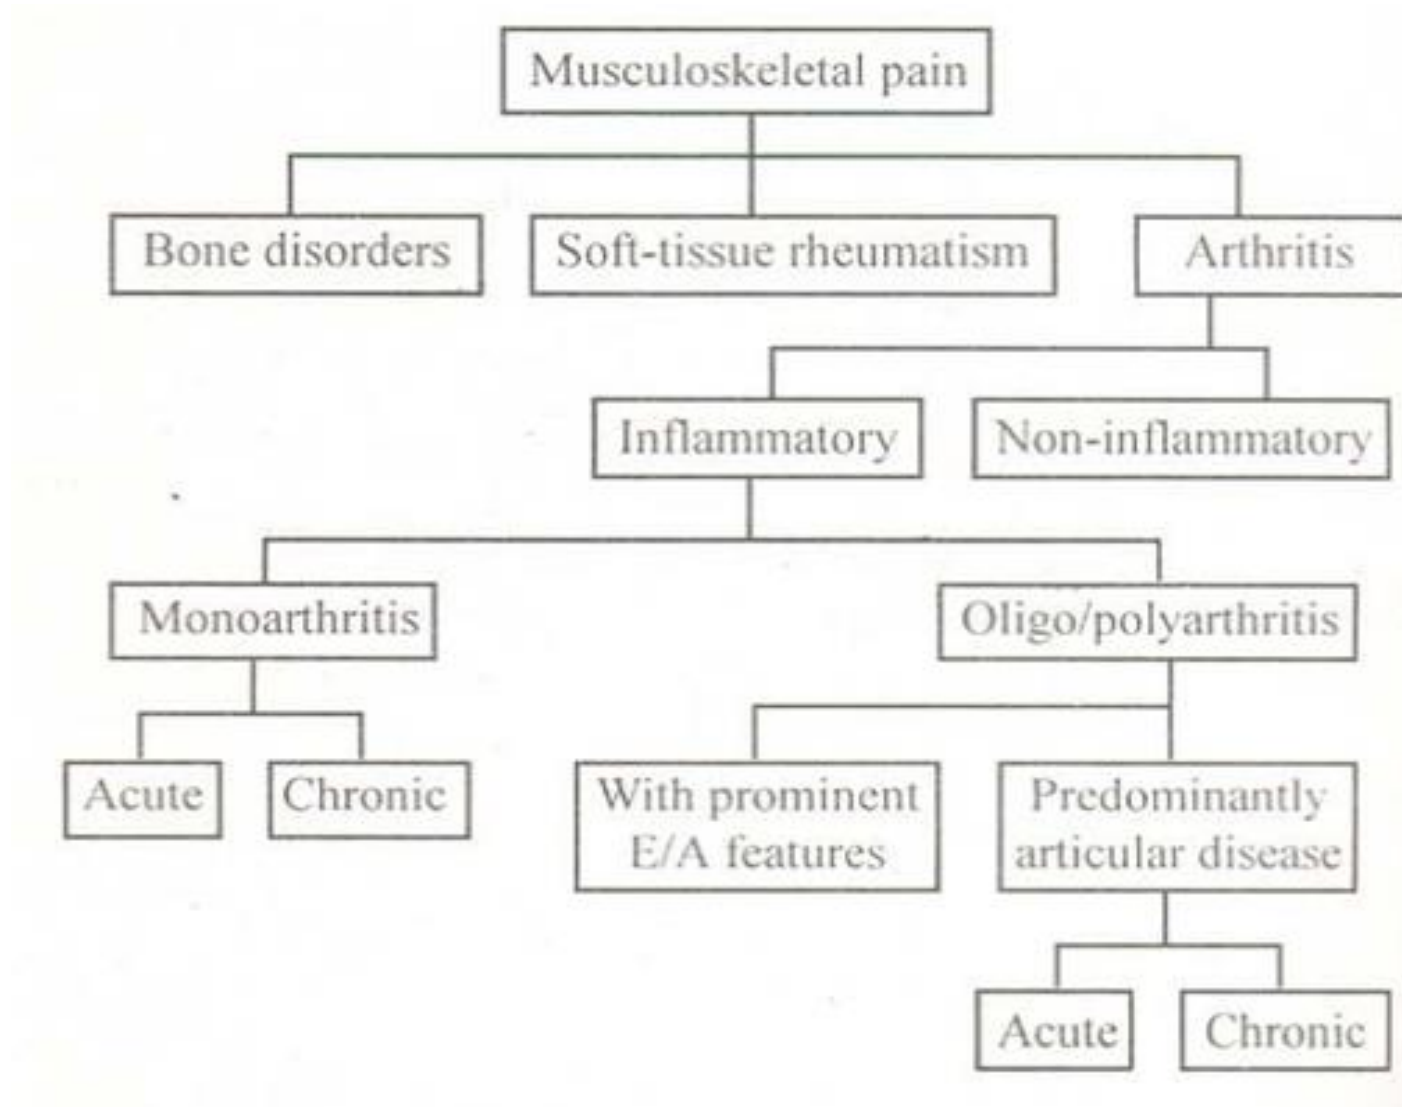 Musculoskeletal pain
Bone disorders
Soft-tissue rheumatism
Arthritis
Inflammatory
Non-inflammatory
Monoarthritis
Oligo/polyarthritis
Acute
Chronic
With prominent
E/A features
Predominantly
articular disease
Acute
Chronic